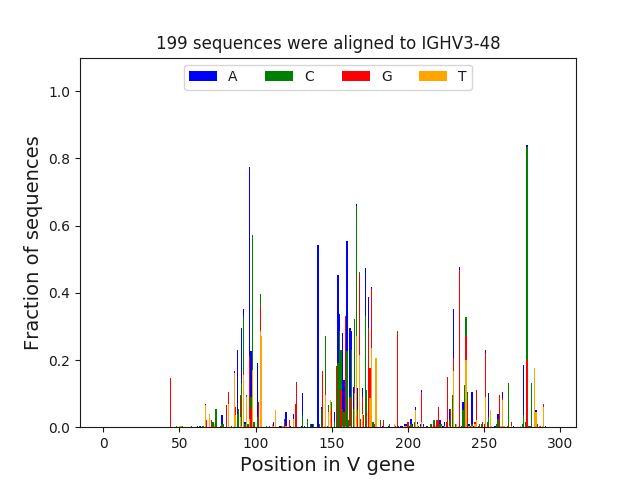 199 sequences were aligned to IGHV3-48
A C G T
1.0
0.8
0.6
0.4
0.2
0.0
Fraction of sequences
0 50 100 150 200 250 300
Position in V gene